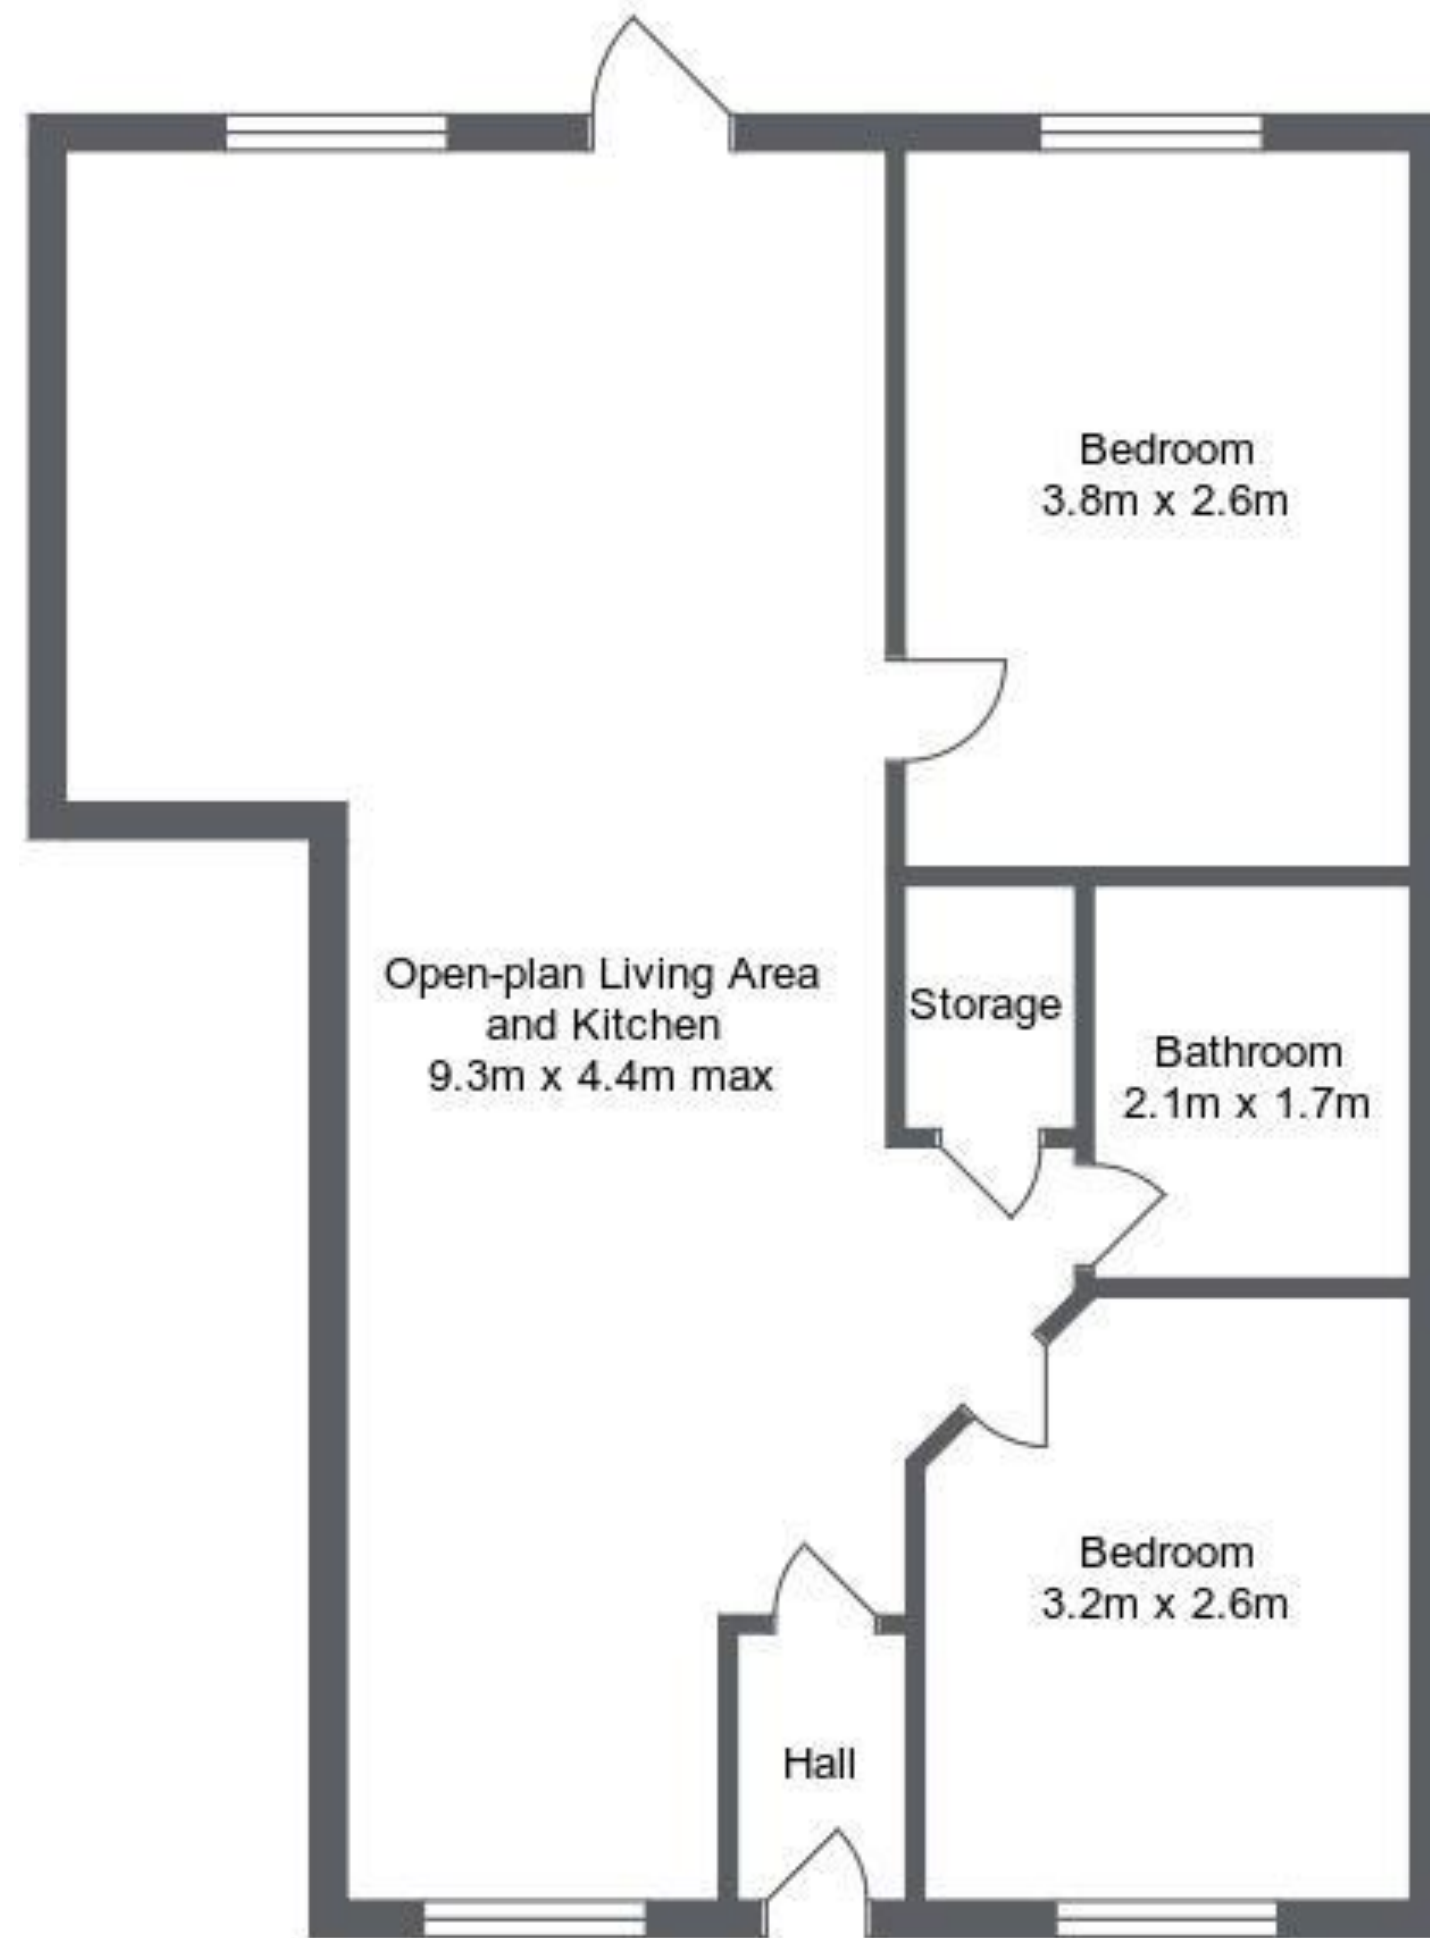 Bedroom
3.8m x 2.6m
Open-plan Living Area
and Kitchen
9.3m x 4.4m max
Storage
Bathroom
2.1m x 1.7m
Bedroom
3.2m x 2.6m
Hall